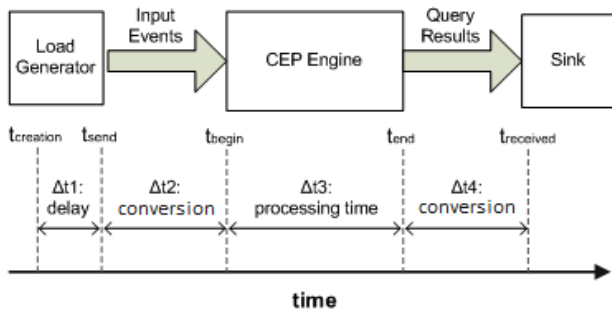 Load
Generator
Input
Events
CEP Engine
Query
Results
Sink
tcreation
tsend
tbegin
tend
treceived
Δt1:
delay
Δt2:
conversion
Δt3:
processing time
Δt4:
conversion
time